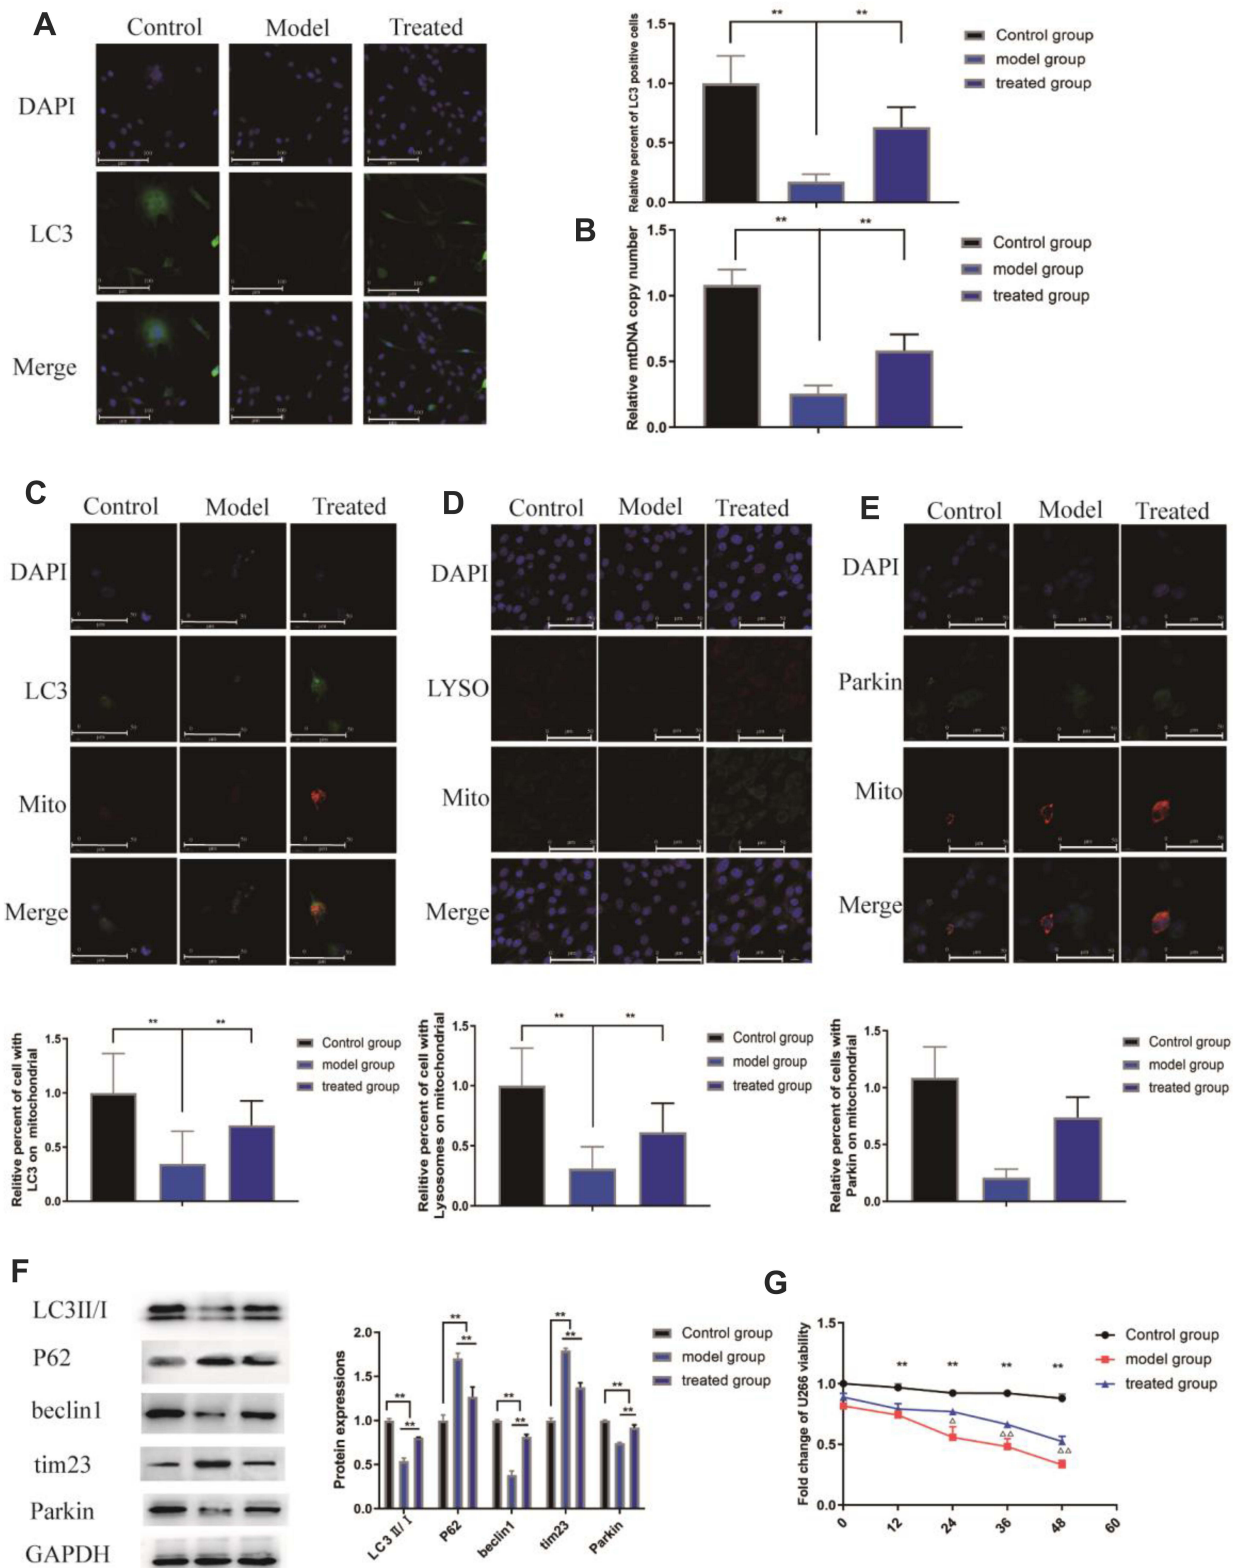 A
Control Model Treated
DAPI
LC3
Merge
Relative percent of LC3 positive cells
1.5
1.0
0.5
0.0
** **
Control group
model group
treated group
B
Relative mtDNA copy number
1.5
1.0
0.5
0.0
** **
Control group
model group
treated group
C
Control Model Treated
DAPI
LC3
Mito
Merge
D
Control Model Treated
DAPI
LYSO
Mito
Merge
E
Control Model Treated
DAPI
Parkin
Mito
Merge
Relitive percent of cell with
LC3 on mitochondrial
1.5
1.0
0.5
0.0
** **
Control group
model group
treated group
Relitive percent of cell with
Lysosomes on mitochondrial
1.5
1.0
0.5
0.0
** **
Control group
model group
treated group
Relative percent of cells with
Parkin on mitochondrial
1.5
1.0
0.5
0.0
Control group
model group
treated group
F
LC3II/I
P62
beclin1
tim23
Parkin
GAPDH
Protein expressions
2.0
1.5
1.0
0.5
0.0
** ** ** ** ** ** ** ** ** **
LC3 II/ I
P62
beclin1
tim23
Parkin
Control group
model group
treated group
G
Fold change of U266 viability
1.5
1.0
0.5
0.0
** ** ** **
△ △△ △△
0 12 24 36 48 60
Control group
model group
treated group